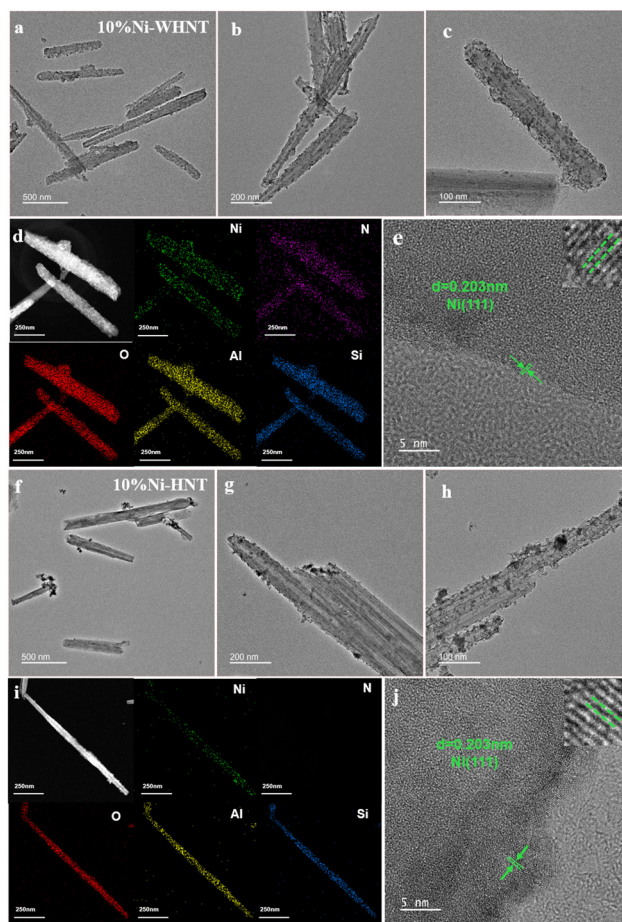 a
10%Ni-WHNT
500 nm
b
200 nm
c
100 nm
d
250nm
Ni
250nm
N
250nm
O
250nm
Al
250nm
Si
250nm
e
d=0.203nm
Ni(111)
5 nm
f
10%Ni-HNT
500 nm
g
200 nm
h
100 nm
i
250nm
Ni
250nm
N
250nm
O
250nm
Al
250nm
Si
250nm
j
d=0.203nm
Ni(111)
5 nm